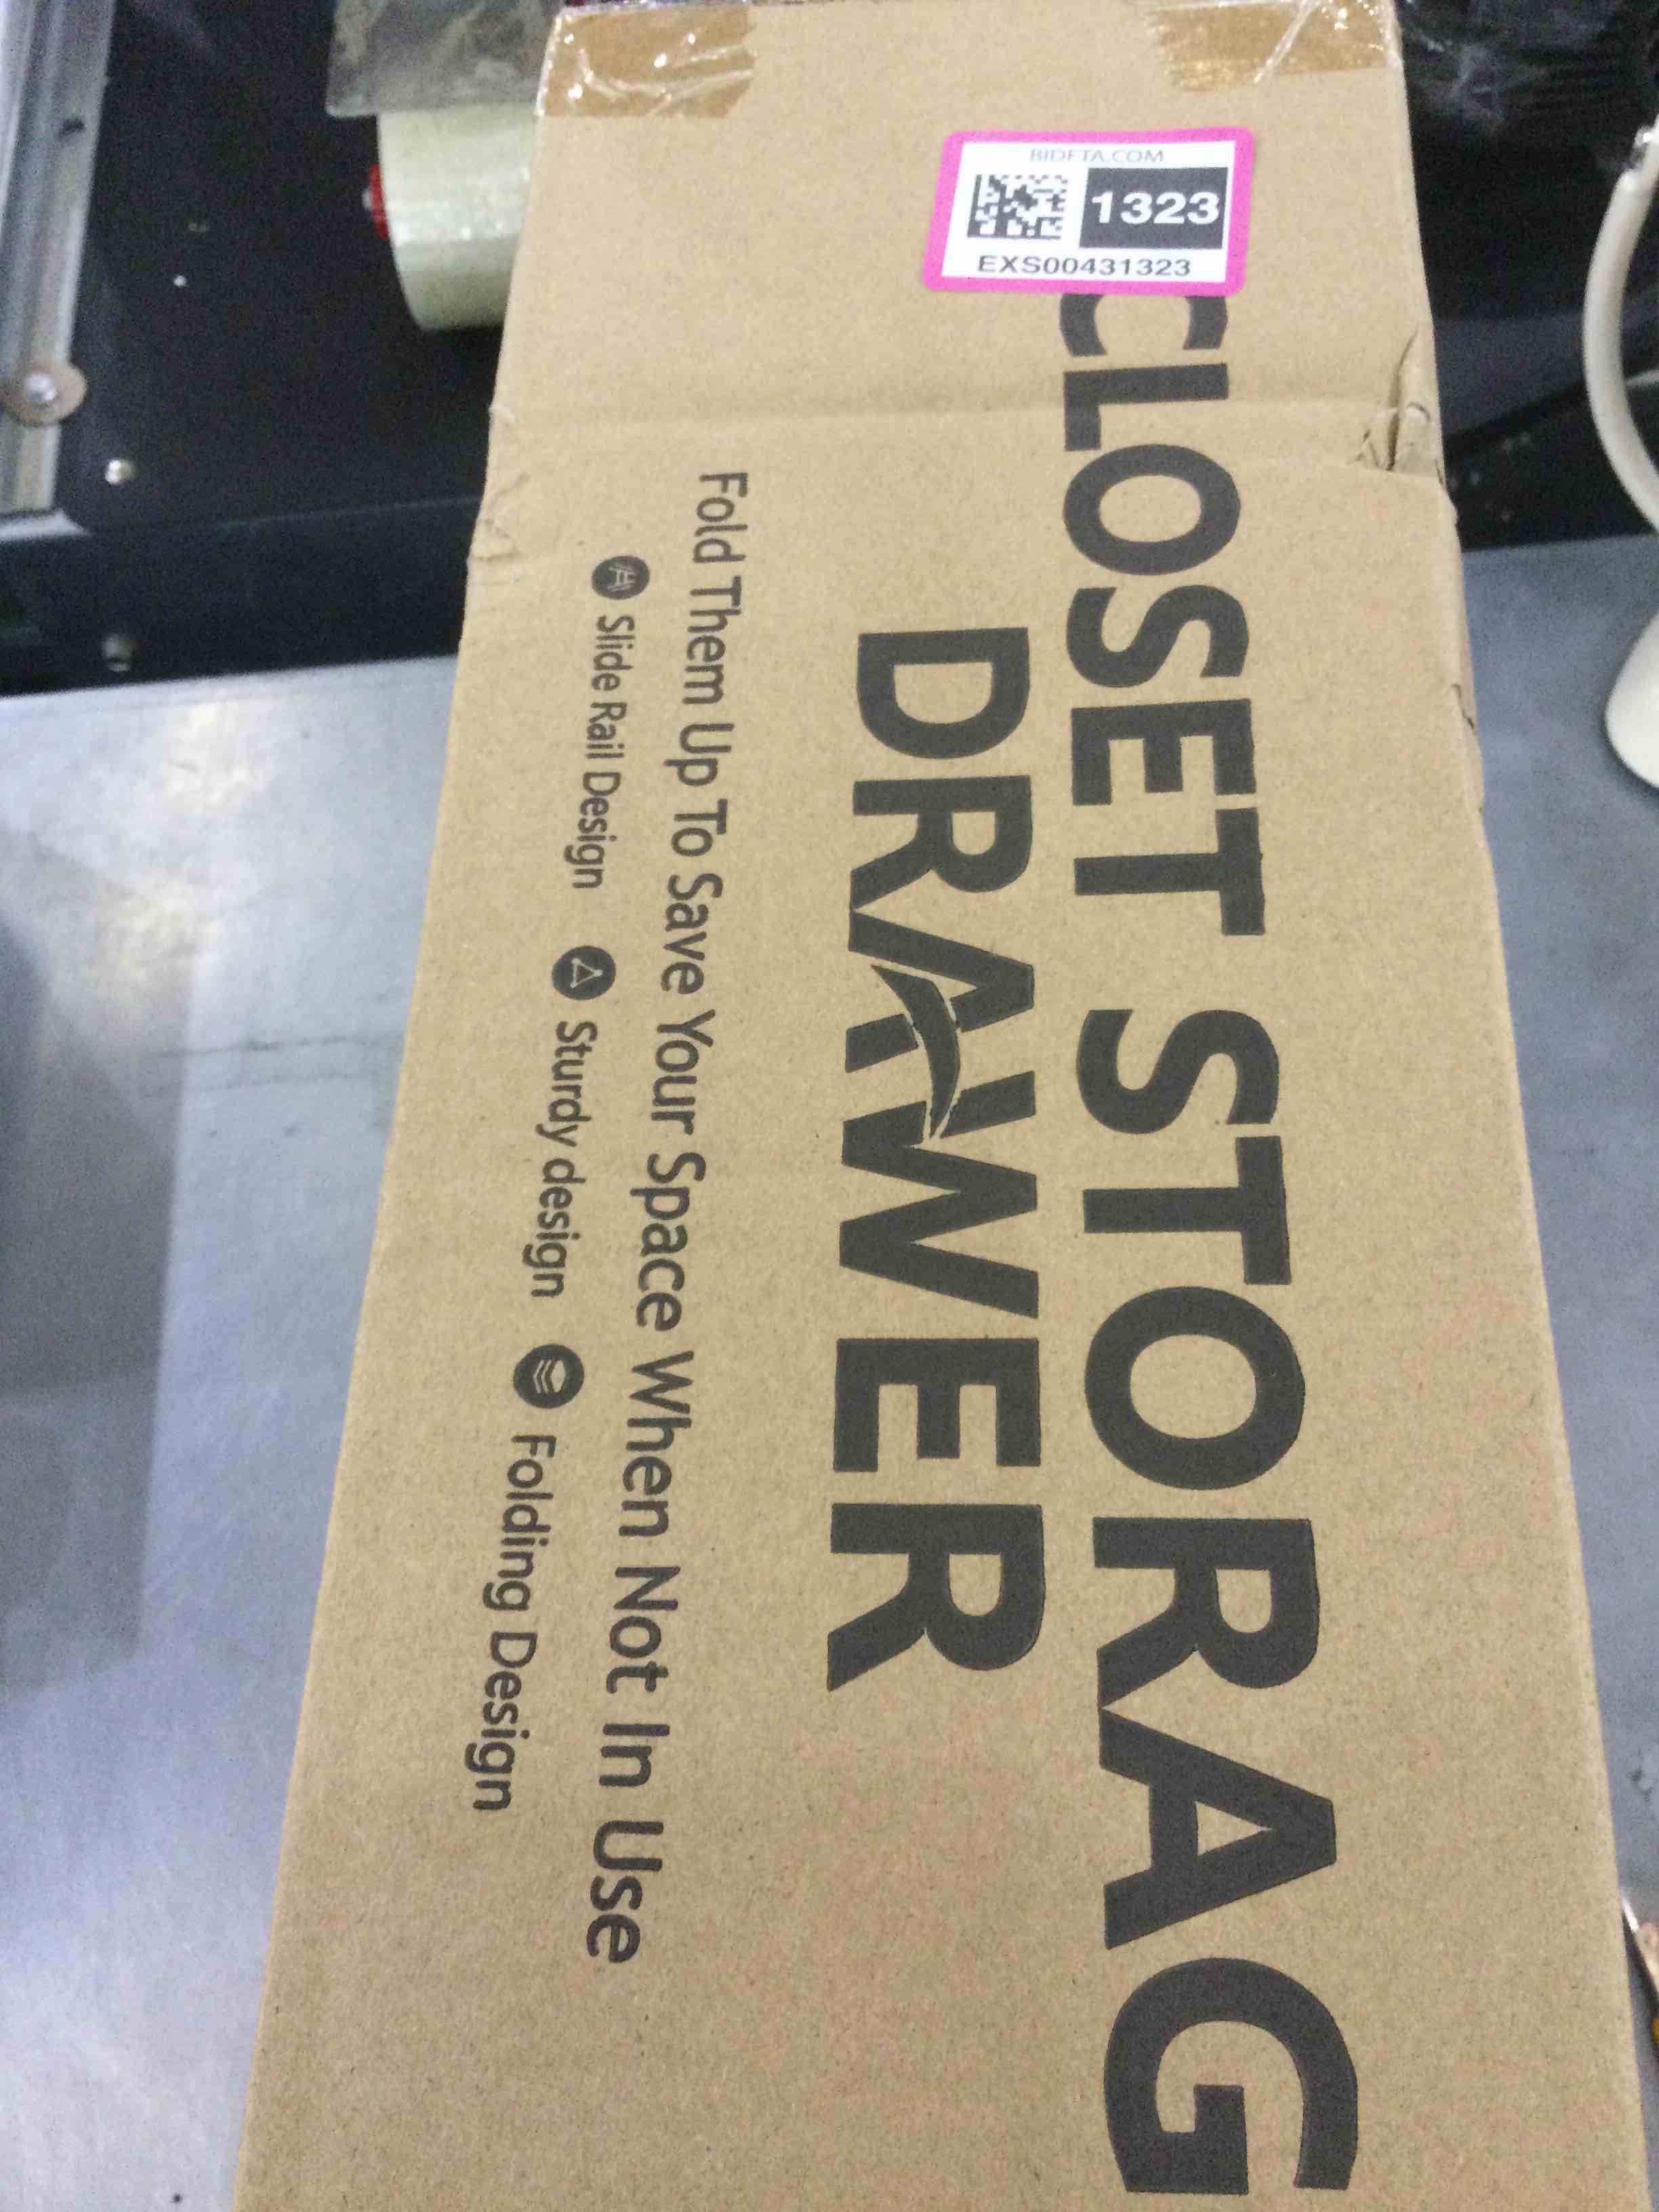 BIDFTA.COM
1323
EXS00431323
CLOSET STORAG
DRAWER
Fold Them Up To Save Your Space When Not In Use
Slide Rail Design Sturdy design Folding Design